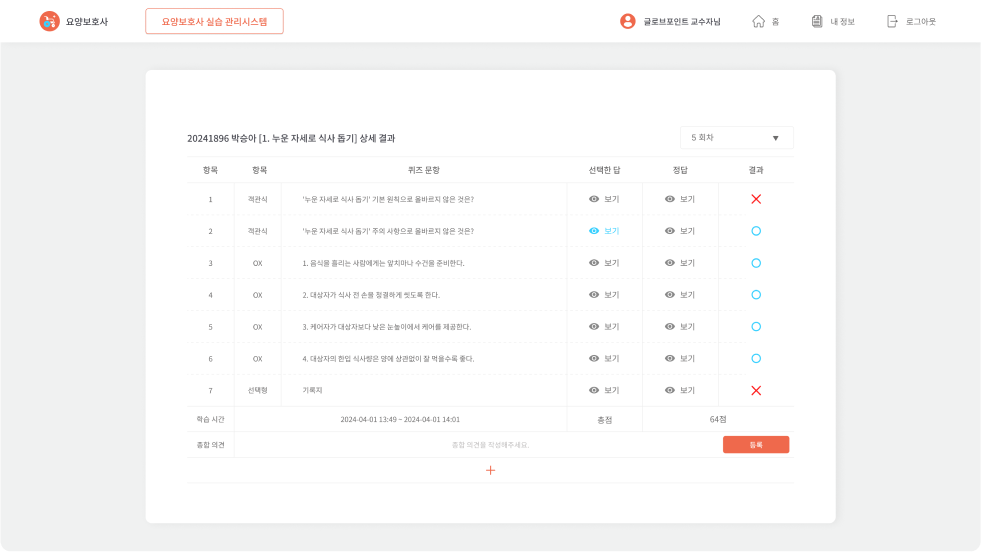 요양보호사 요양보호사 실습 관리시스템 글로브포인트 교수자님 홈 내 정보 로그아웃
20241896 박승아 [1. 누운 자세로 식사 돕기] 상세 결과 5 회차 ▼
항목 항목 퀴즈 문항 선택한 답 정답 결과
1 객관식 '누운 자세로 식사 돕기' 기본 원칙으로 올바르지 않은 것은? 보기 보기
2 객관식 '누운 자세로 식사 돕기' 주의 사항으로 올바르지 않은 것은? 보기 보기
3 OX 1. 음식을 흘리는 사람에게는 앞치마나 수건을 준비한다. 보기 보기
4 OX 2. 대상자가 식사 전 손을 청결하게 씻도록 한다. 보기 보기
5 OX 3. 케어자가 대상자보다 낮은 눈높이에서 케어를 제공한다. 보기 보기
6 OX 4. 대상자의 한입 식사량은 양에 상관없이 잘 먹을수록 좋다. 보기 보기
7 선택형 기록지 보기 보기
학습 시간 2024-04-01 13:49 ~ 2024-04-01 14:01 총점 64점
종합 의견 종합 의견을 작성해주세요. 등록
+